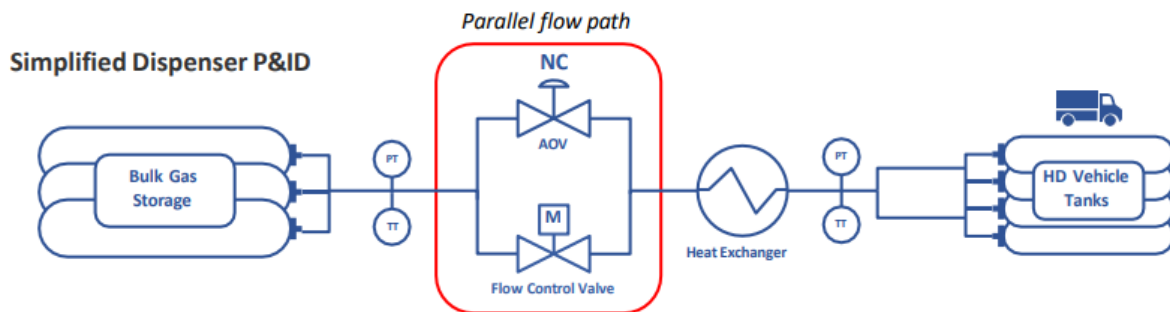 Parallel flow path
Simplified Dispenser P&ID
NC
AOV
Bulk Gas
Storage
PT
TT
M
Flow Control Valve
Heat Exchanger
PT
TT
HD Vehicle
Tanks